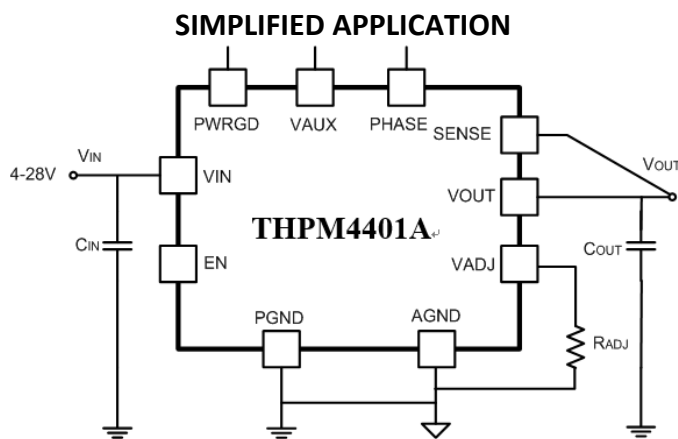 SIMPLIFIED APPLICATION
PWRGD VAUX PHASE
SENSE
VIN
4-28V
VIN
VOUT
VOUT
THPM4401A
CIN
EN
VADJ
COUT
PGND
AGND
RADJ